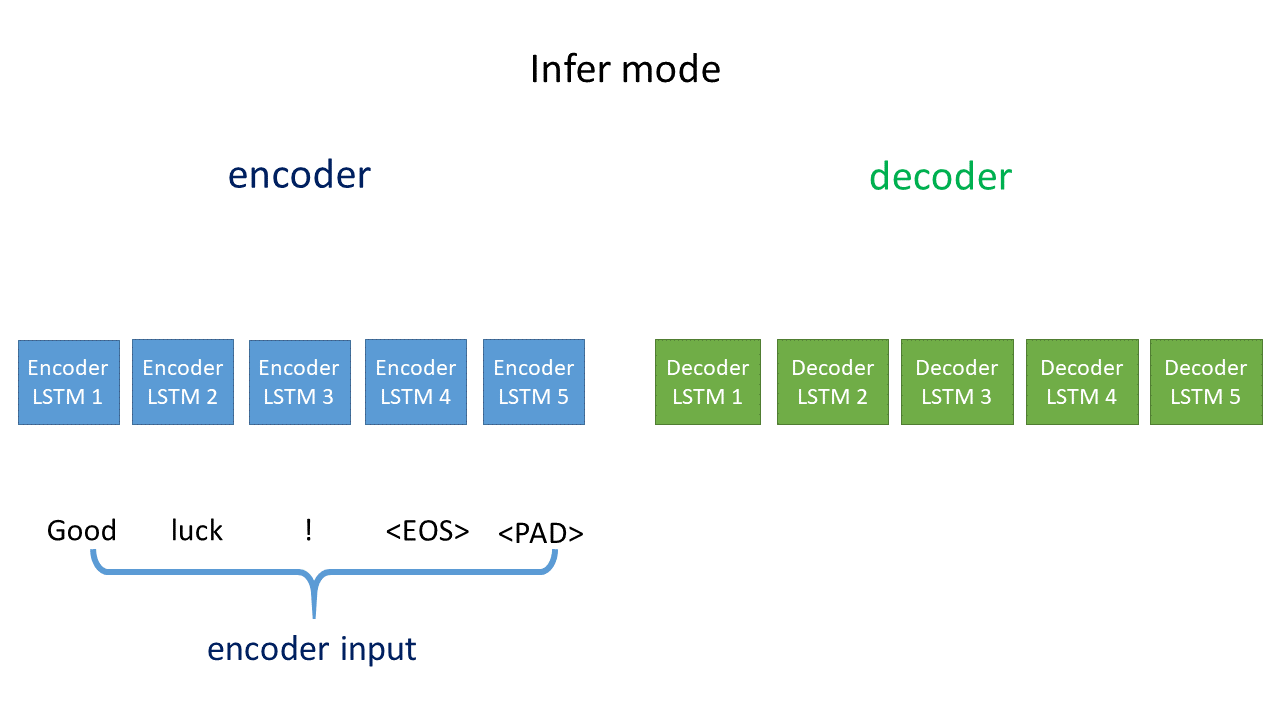 Infer mode
encoder
decoder
Encoder
LSTM 1
Encoder
LSTM 2
Encoder
LSTM 3
Encoder
LSTM 4
Encoder
LSTM 5
Decoder
LSTM 1
Decoder
LSTM 2
Decoder
LSTM 3
Decoder
LSTM 4
Decoder
LSTM 5
Good luck ! <EOS> <PAD>
encoder input